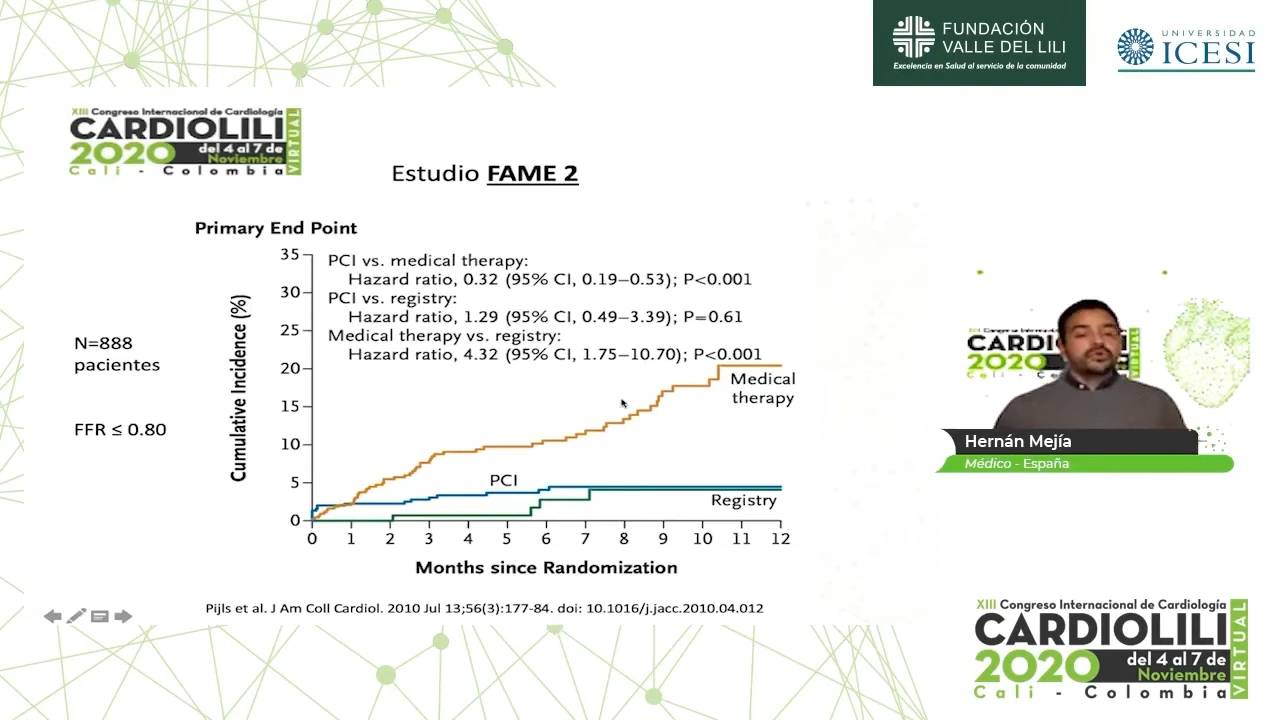 FUNDACIÓN
VALLE DEL LILI
Excelencia en Salud al servicio de la comunidad
UNIVERSIDAD
ICESI
XIII Congreso Internacional de Cardiología
CARDIOLILI
2020 del 4 al 7 de
Noviembre
VIRTUAL
Cali - Colombia
Estudio FAME 2
Primary End Point
PCI vs. medical therapy:
Hazard ratio, 0.32 (95% CI, 0.19–0.53); P<0.001
PCI vs. registry:
Hazard ratio, 1.29 (95% CI, 0.49–3.39); P=0.61
Medical therapy vs. registry:
Hazard ratio, 4.32 (95% CI, 1.75–10.70); P<0.001
Cumulative Incidence (%)
35
30
25
20
15
10
5
0
Medical
therapy
PCI
Registry
0 1 2 3 4 5 6 7 8 9 10 11 12
Months since Randomization
N=888
pacientes
FFR ≤ 0.80
Pijls et al. J Am Coll Cardiol. 2010 Jul 13;56(3):177-84. doi: 10.1016/j.jacc.2010.04.012
CARDI
2020
Hernán Mejía
Médico - España
XIII Congreso Internacional de Cardiología
CARDIOLILI
2020 del 4 al 7 de
Noviembre
VIRTUAL
Cali - Colombia